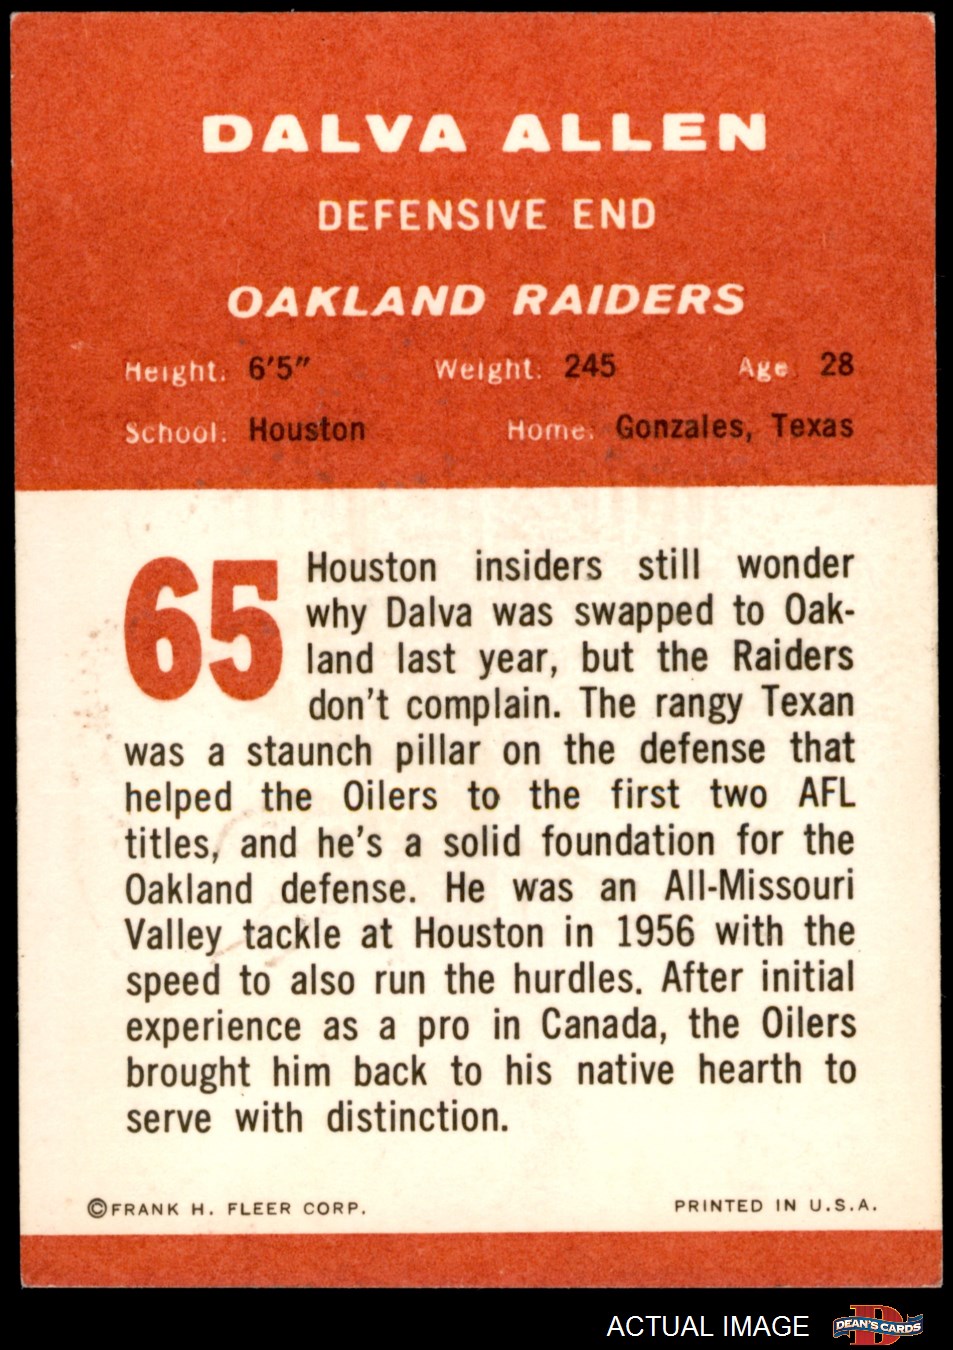 DALVA ALLEN
DEFENSIVE END
OAKLAND RAIDERS
Height: 6'5" Weight: 245 Age 28
School: Houston Home: Gonzales, Texas
65
Houston insiders still wonder
why Dalva was swapped to Oak-
land last year, but the Raiders
don't complain. The rangy Texan
was a staunch pillar on the defense that
helped the Oilers to the first two AFL
titles, and he's a solid foundation for the
Oakland defense. He was an All-Missouri
Valley tackle at Houston in 1956 with the
speed to also run the hurdles. After initial
experience as a pro in Canada, the Oilers
brought him back to his native hearth to
serve with distinction.
©FRANK H. FLEER CORP. PRINTED IN U.S.A.
ACTUAL IMAGE
D
DEAN'S CARDS